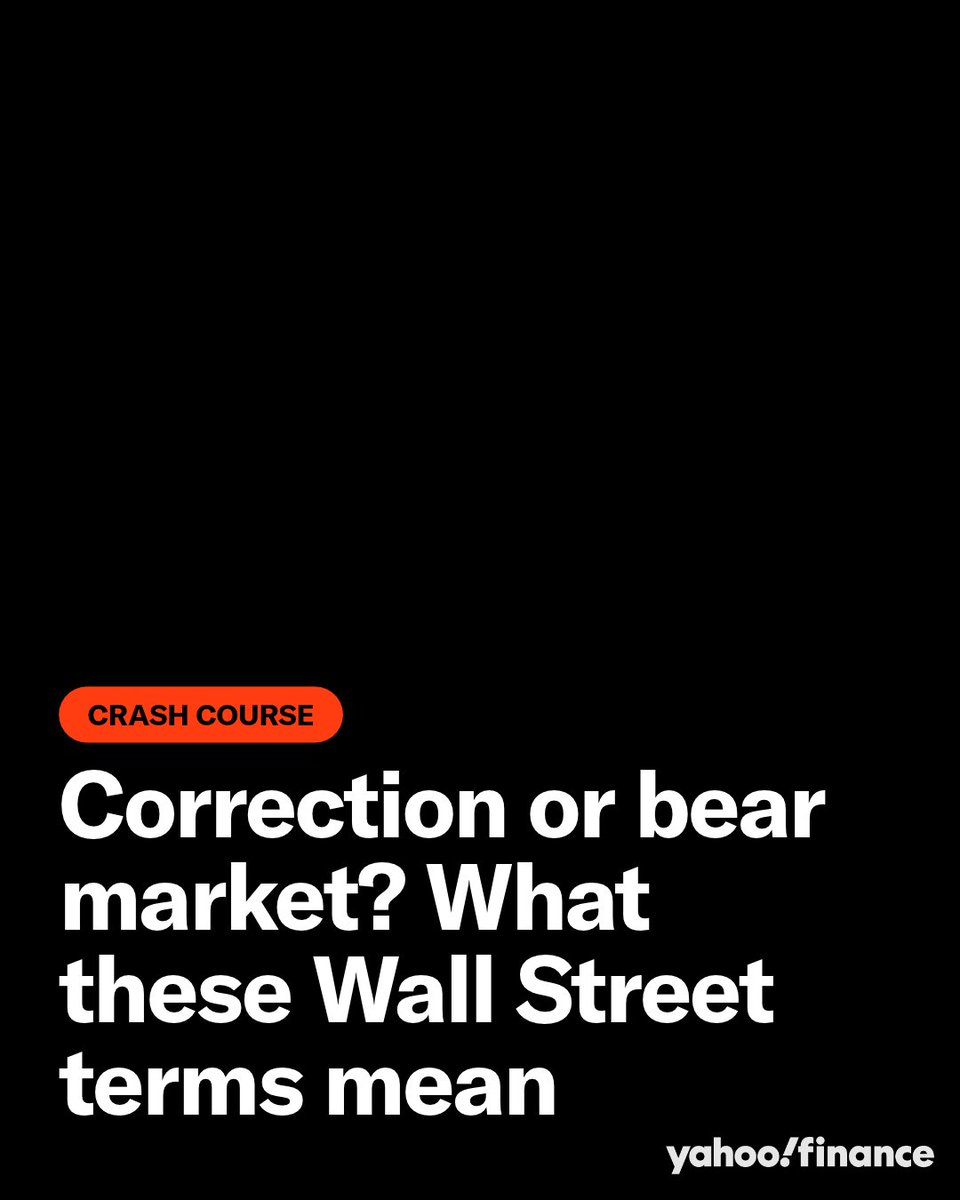 CRASH COURSE
Correction or bear
market? What
these Wall Street
terms mean
yahoo!finance